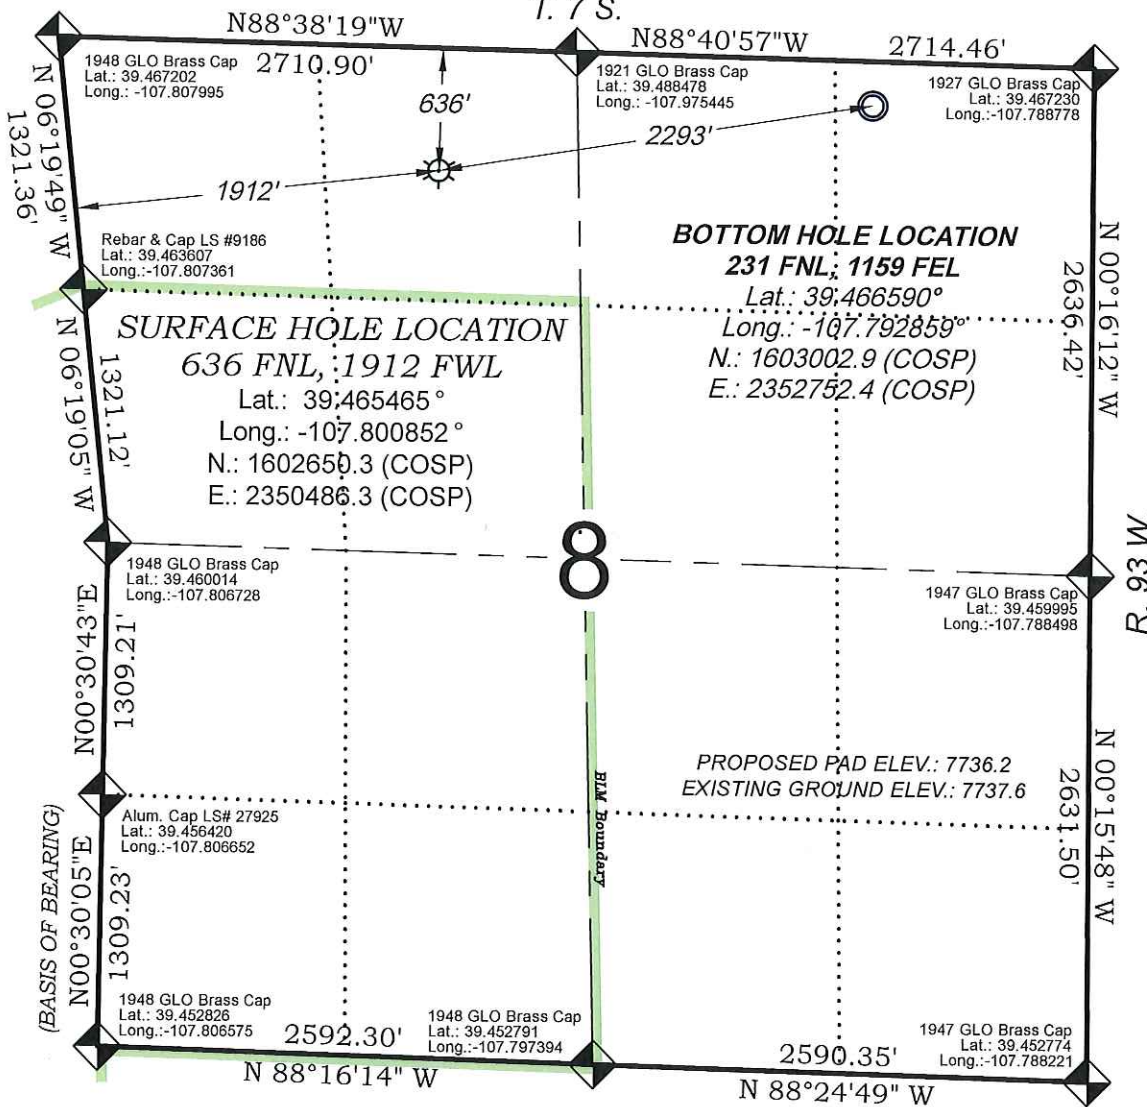 T. 7 S.
N88°38'19"W
2710.90'
N88°40'57"W
2714.46'
1948 GLO Brass Cap
Lat.: 39.467202
Long.: -107.807995
1921 GLO Brass Cap
Lat.: 39.488478
Long.: -107.975445
1927 GLO Brass Cap
Lat.: 39.467230
Long.:-107.788778
636'
2293'
1912'
N 06°19'49" W
1321.36'
Rebar & Cap LS #9186
Lat.: 39.463607
Long.:-107.807361
BOTTOM HOLE LOCATION
231 FNL, 1159 FEL
Lat.: 39.466590°
Long.: -107.792859°
N.: 1603002.9 (COSP)
E.: 2352752.4 (COSP)
N 00°16'12" W
2636.42'
SURFACE HOLE LOCATION
636 FNL, 1912 FWL
Lat.: 39.465465°
Long.: -107.800852°
N.: 1602650.3 (COSP)
E.: 2350486.3 (COSP)
N 06°19'05" W
1321.12'
8
R. 93 W
1948 GLO Brass Cap
Lat.: 39.460014
Long.:-107.806728
1947 GLO Brass Cap
Lat.: 39.459995
Long.:-107.788498
N00°30'43"E
1309.21'
PROPOSED PAD ELEV.: 7736.2
EXISTING GROUND ELEV.: 7737.6
BLM Boundary
N 00°15'48" W
2631.50'
Alum. Cap LS# 27925
Lat.: 39.456420
Long.:-107.806652
(BASIS OF BEARING)
N00°30'05"E
1309.23'
1948 GLO Brass Cap
Lat.: 39.452826
Long.:-107.806575
2592.30'
N 88°16'14" W
1948 GLO Brass Cap
Lat.: 39.452791
Long.:-107.797394
2590.35'
N 88°24'49" W
1947 GLO Brass Cap
Lat.: 39.452774
Long.:-107.788221